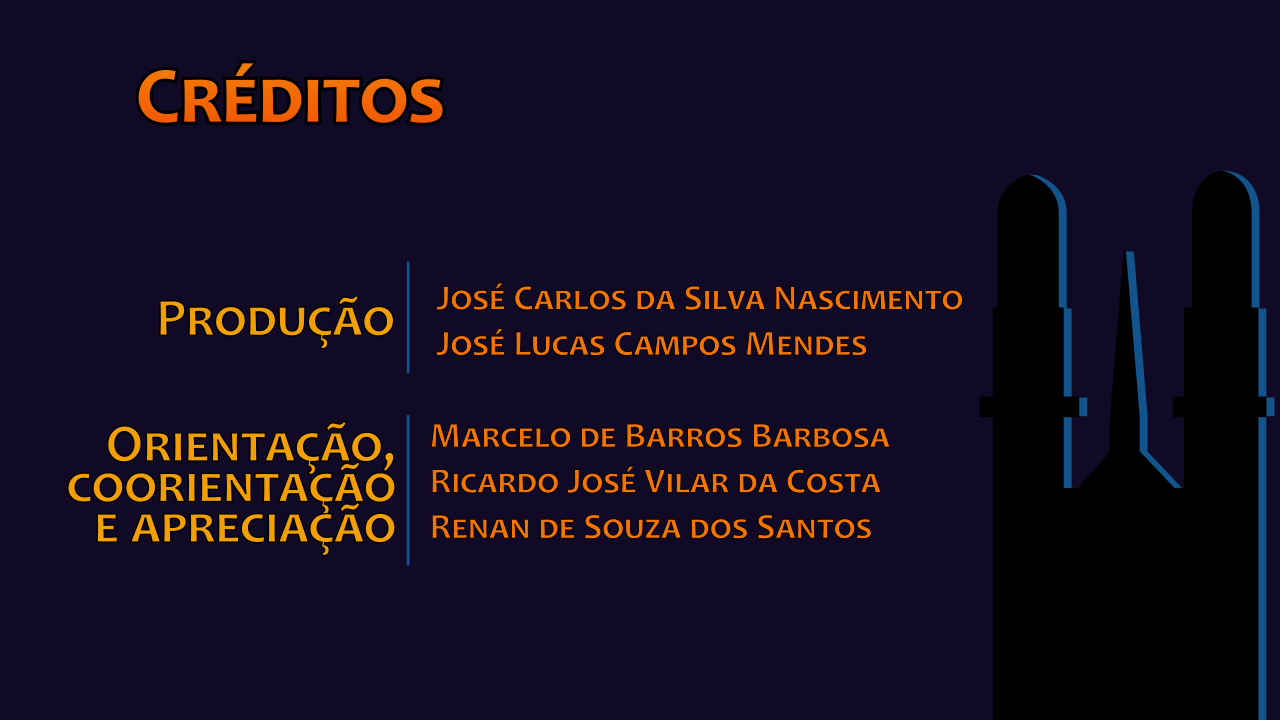 Créditos
Produção
José Carlos da Silva Nascimento
José Lucas Campos Mendes
Orientação,
coorientação
e apreciação
Marcelo de Barros Barbosa
Ricardo José Vilar da Costa
Renan de Souza dos Santos